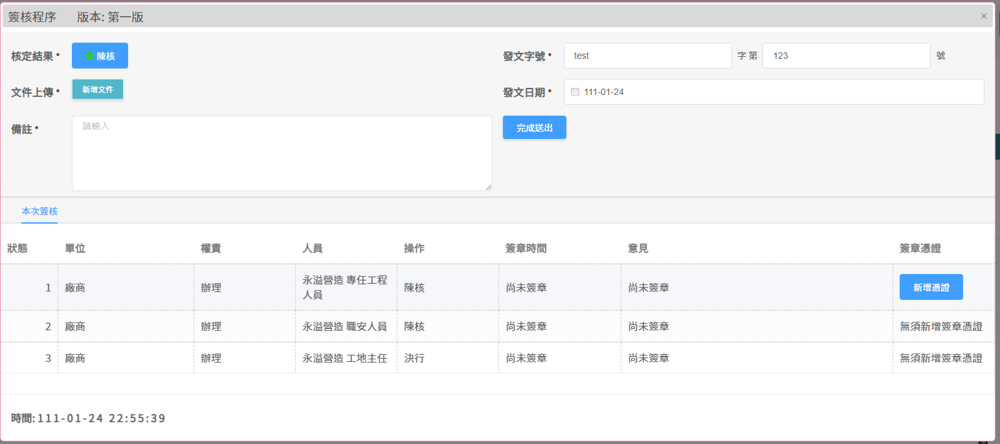 簽核程序 版本: 第一版
核定結果 * 陳核 發文字號 * test 字 第 123 號
文件上傳 * 新增文件 發文日期 * 111-01-24
備註 * 請輸入 完成送出
本次簽核
狀態 單位 權責 人員 操作 簽章時間 意見 簽章憑證
1 廠商 辦理 永溢營造 專任工程 陳核 尚未簽章 尚未簽章 新增憑證
人員
2 廠商 辦理 永溢營造 職安人員 陳核 尚未簽章 尚未簽章 無須新增簽章憑證
3 廠商 辦理 永溢營造 工地主任 決行 尚未簽章 尚未簽章 無須新增簽章憑證
時間: 111-01-24 22:55:39